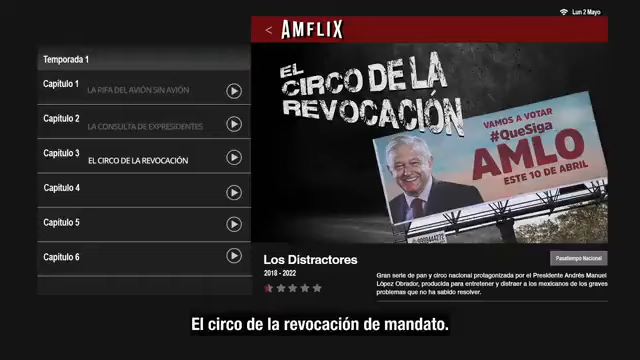 Lun 2 Mayo
< AMFLIX
Temporada 1
Capítulo 1
LA RIFA DEL AVIÓN SIN AVIÓN
Capítulo 2
LA CONSULTA DE EXPRESIDENTES
Capítulo 3
EL CIRCO DE LA REVOCACIÓN
Capítulo 4
Capítulo 5
Capítulo 6
EL
CIRCO DE LA
REVOCACIÓN
VAMOS A VOTAR
#QueSiga
AMLO
ESTE 10 DE ABRIL
Los Distractores
2018 - 2022
Pasatiempo Nacional
Gran serie de pan y circo nacional protagonizada por el Presidente Andrés Manuel
López Obrador, producida para entretener y distraer a los mexicanos de los graves
problemas que no ha sabido resolver.
El circo de la revocación de mandato.